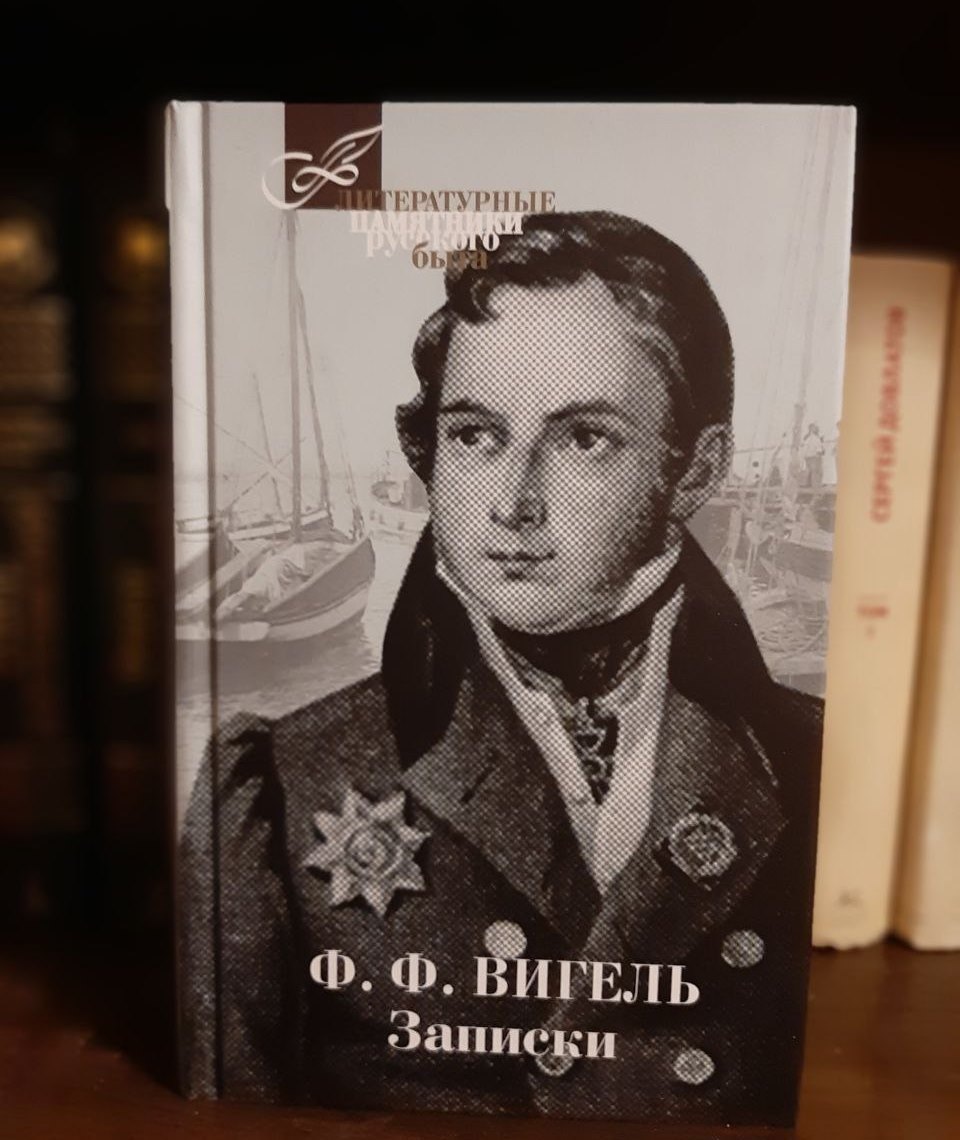 ЛИТЕРАТУРНЫЕ
ПАМЯТНИКИ
русского
быта
Ф. Ф. ВИГЕЛЬ
Записки
СЕРГЕЙ ДОВЛАТОВ